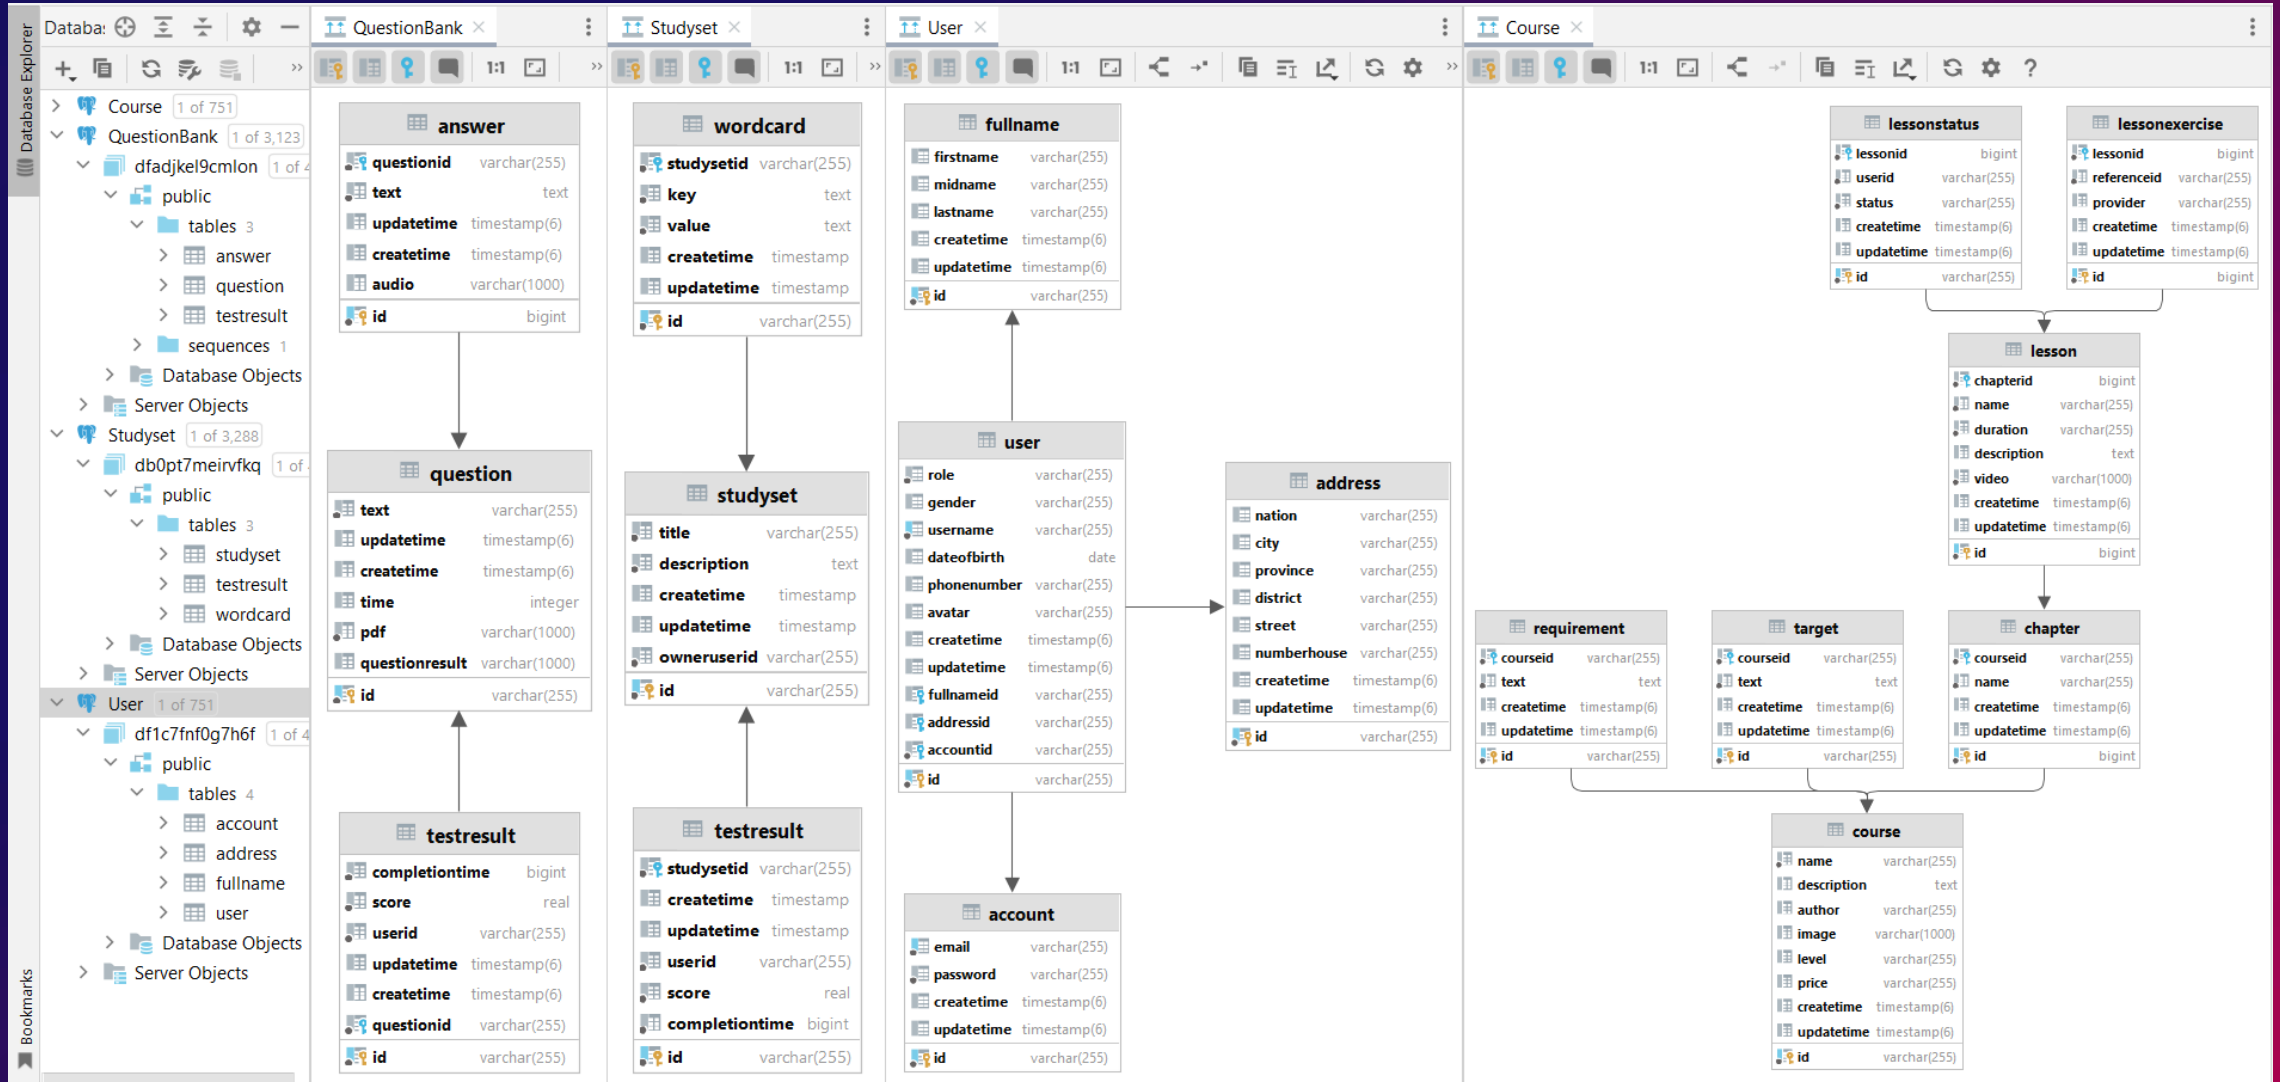 Database Explorer
Bookmarks
Databa:
Course 1 of 751
QuestionBank 1 of 3,123
dfadjkel9cmlon 1 of 4
public
tables 3
answer
question
testresult
sequences 1
Database Objects
Server Objects
Studyset 1 of 3,288
db0pt7meirvfkq 1 of
public
tables 3
studyset
testresult
wordcard
Database Objects
Server Objects
User 1 of 751
df1c7fnf0g7h6f 1 of 4
public
tables 4
account
address
fullname
user
Database Objects
Server Objects
QuestionBank
1:1
answer
questionid varchar(255)
text text
updatetime timestamp(6)
createtime timestamp(6)
audio varchar(1000)
id bigint
question
text varchar(255)
updatetime timestamp(6)
createtime timestamp(6)
time integer
pdf varchar(1000)
questionresult varchar(1000)
id varchar(255)
testresult
completiontime bigint
score real
userid varchar(255)
updatetime timestamp(6)
createtime timestamp(6)
questionid varchar(255)
id varchar(255)
Studyset
1:1
wordcard
studysetid varchar(255)
key text
value text
createtime timestamp
updatetime timestamp
id varchar(255)
studyset
title varchar(255)
description text
createtime timestamp
updatetime timestamp
owneruserid varchar(255)
id varchar(255)
testresult
studysetid varchar(255)
createtime timestamp
updatetime timestamp
userid varchar(255)
score real
completiontime bigint
id varchar(255)
User
1:1
fullname
firstname varchar(255)
midname varchar(255)
lastname varchar(255)
createtime timestamp(6)
updatetime timestamp(6)
id varchar(255)
user
role varchar(255)
gender varchar(255)
username varchar(255)
dateofbirth date
phonenumber varchar(255)
avatar varchar(255)
createtime timestamp(6)
updatetime timestamp(6)
fullnameid varchar(255)
addressid varchar(255)
accountid varchar(255)
id varchar(255)
address
nation varchar(255)
city varchar(255)
province varchar(255)
district varchar(255)
street varchar(255)
numberhouse varchar(255)
createtime timestamp(6)
updatetime timestamp(6)
id varchar(255)
account
email varchar(255)
password varchar(255)
createtime timestamp(6)
updatetime timestamp(6)
id varchar(255)
Course
1:1 ?
lessonstatus
lessonid bigint
userid varchar(255)
status varchar(255)
createtime timestamp(6)
updatetime timestamp(6)
id varchar(255)
lessonexercise
lessonid bigint
referenceid varchar(255)
provider varchar(255)
createtime timestamp(6)
updatetime timestamp(6)
id bigint
lesson
chapterid bigint
name varchar(255)
duration varchar(255)
description text
video varchar(1000)
createtime timestamp(6)
updatetime timestamp(6)
id bigint
requirement
courseid varchar(255)
text text
createtime timestamp(6)
updatetime timestamp(6)
id varchar(255)
target
courseid varchar(255)
text text
createtime timestamp(6)
updatetime timestamp(6)
id varchar(255)
chapter
courseid varchar(255)
name varchar(255)
createtime timestamp(6)
updatetime timestamp(6)
id bigint
course
name varchar(255)
description text
author varchar(255)
image varchar(1000)
level varchar(255)
price varchar(255)
createtime timestamp(6)
updatetime timestamp(6)
id varchar(255)